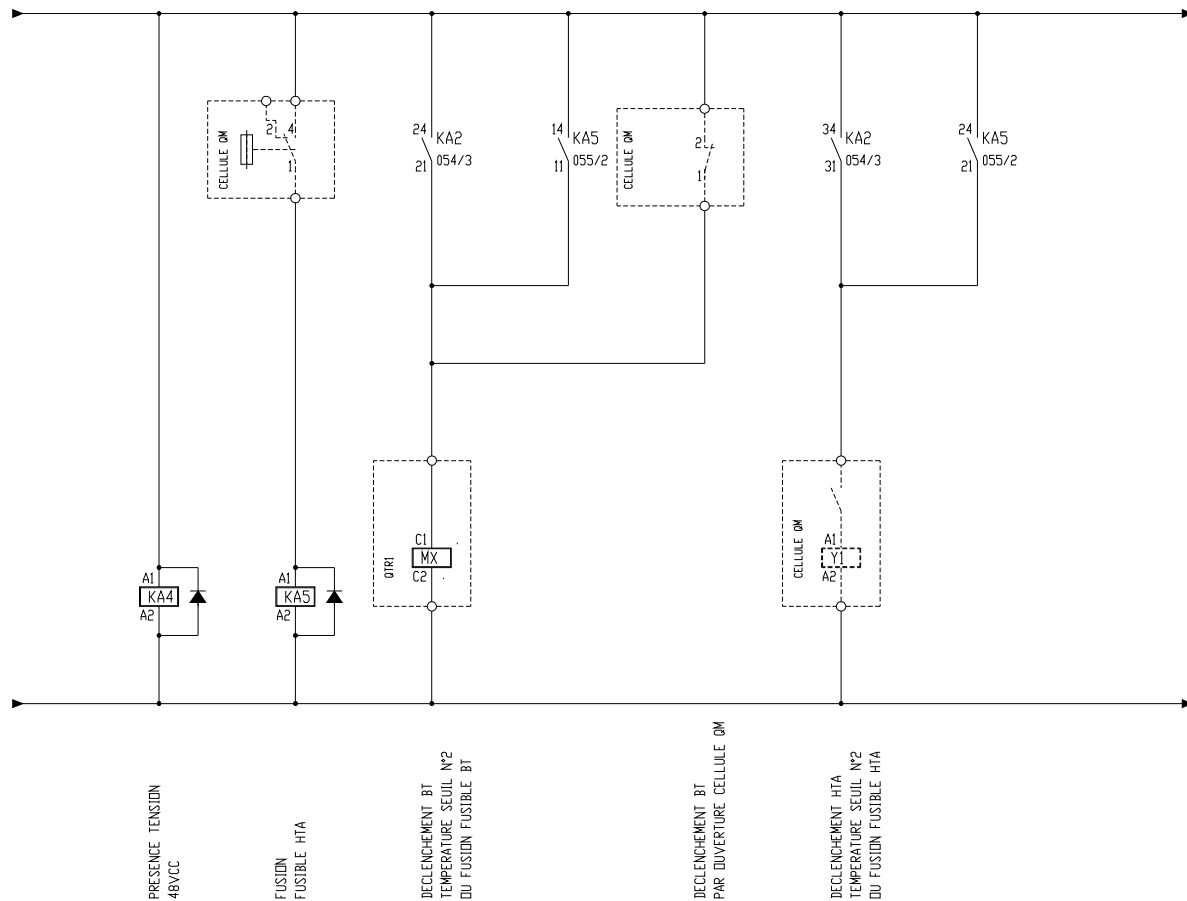 CELLULE QM
2 4
1
24
KA2
054/3
21
14
KA5
055/2
11
CELLULE QM
2
1
34
KA2
054/3
31
24
KA5
055/2
21
A1
KA4
A2
A1
KA5
A2
QTR1
C1
MX
C2
CELLULE QM
A1
Y1
A2
PRESENCE TENSION
48VCC
FUSION
FUSIBLE HTA
DECLENCHEMENT BT
TEMPERATURE SEUIL N°2
OU FUSION FUSIBLE BT
DECLENCHEMENT BT
PAR OUVERTURE CELLULE QM
DECLENCHEMENT HTA
TEMPERATURE SEUIL N°2
OU FUSION FUSIBLE HTA